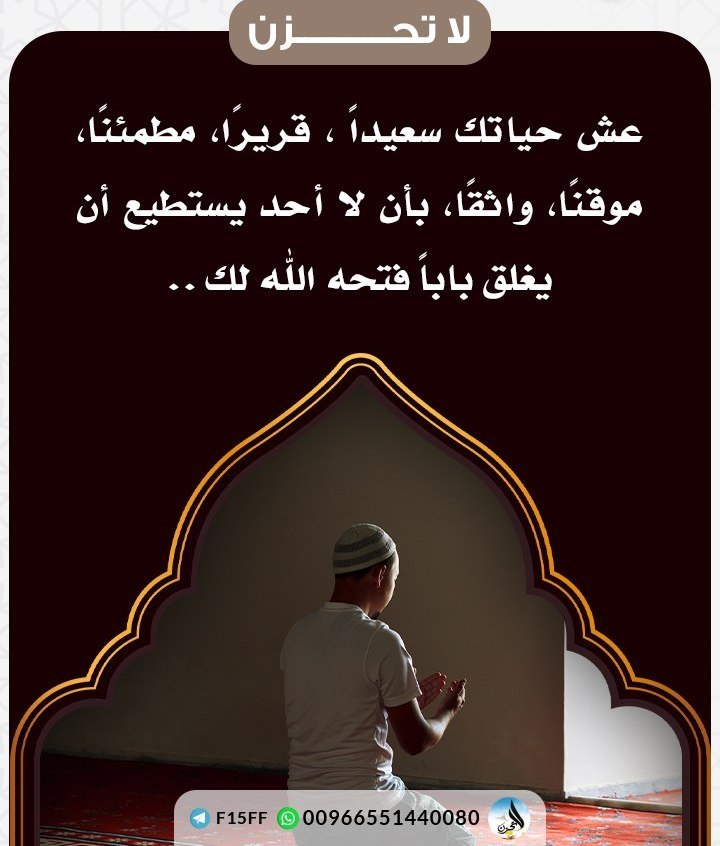 لا تحـــــــــــزن
عش حياتك سعيداً ، قريرًا، مطمئنًا،
موقنًا، واثقًا، بأن لا أحد يستطيع أن
يغلق باباً فتحه الله لك ..
F15FF 00966551440080